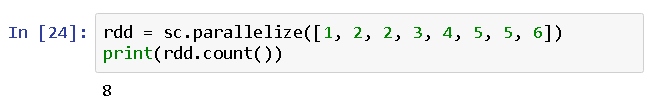 In [24]: rdd = sc.parallelize([1, 2, 2, 3, 4, 5, 5, 6])
print(rdd.count())
8